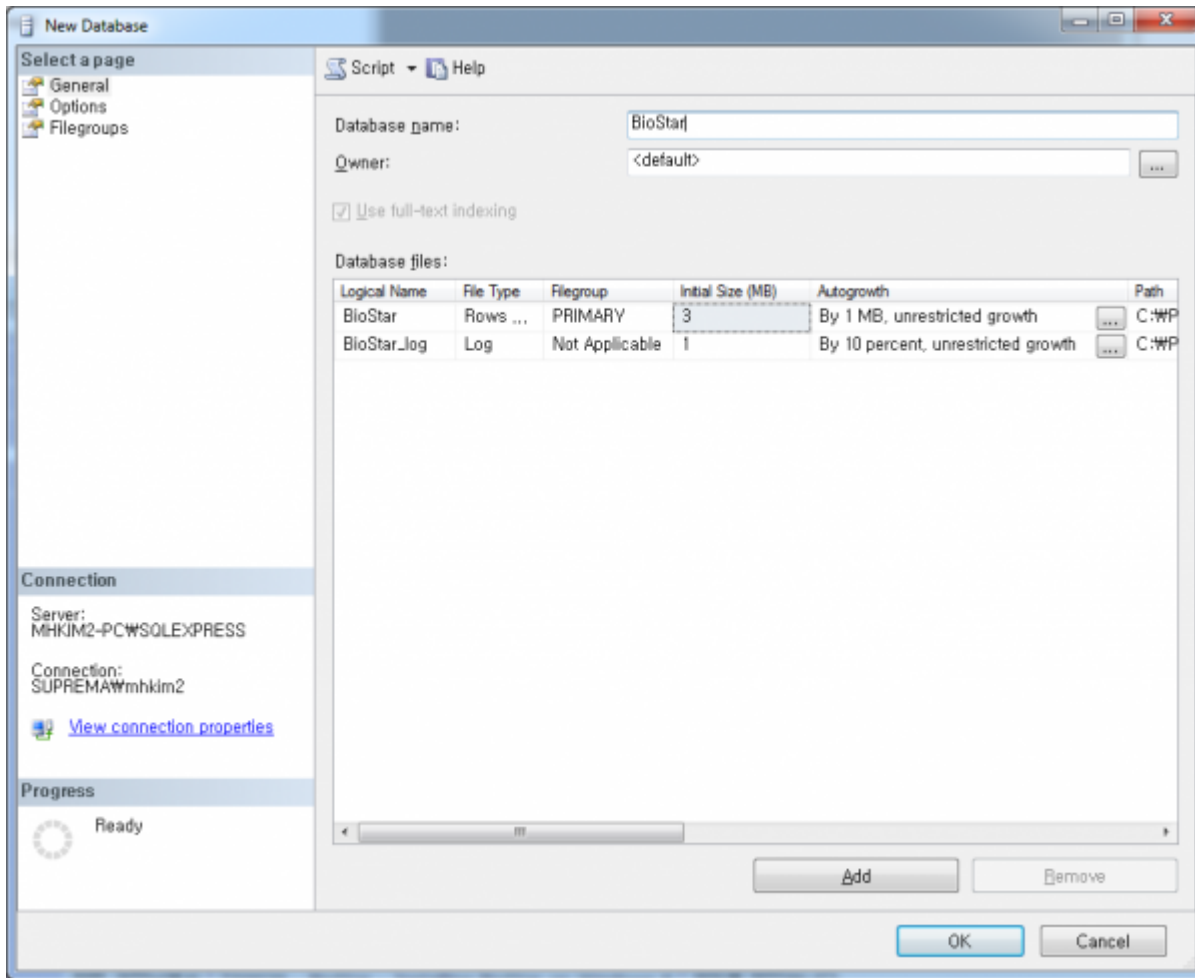 New Database
Select a page
General
Options
Filegroups
Script
Help
Database name:
BioStar
Owner:
<default>
...
Use full-text indexing
Database files:
Logical Name File Type Filegroup Initial Size (MB) Autogrowth Path
BioStar Rows ... PRIMARY 3 By 1 MB, unrestricted growth ... C:₩P
BioStar_log Log Not Applicable 1 By 10 percent, unrestricted growth ... C:₩P
Connection
Server:
MHKIM2-PC₩SQLEXPRESS
Connection:
SUPREMA₩mhkim2
View connection properties
Progress
Ready
Add
Remove
OK
Cancel